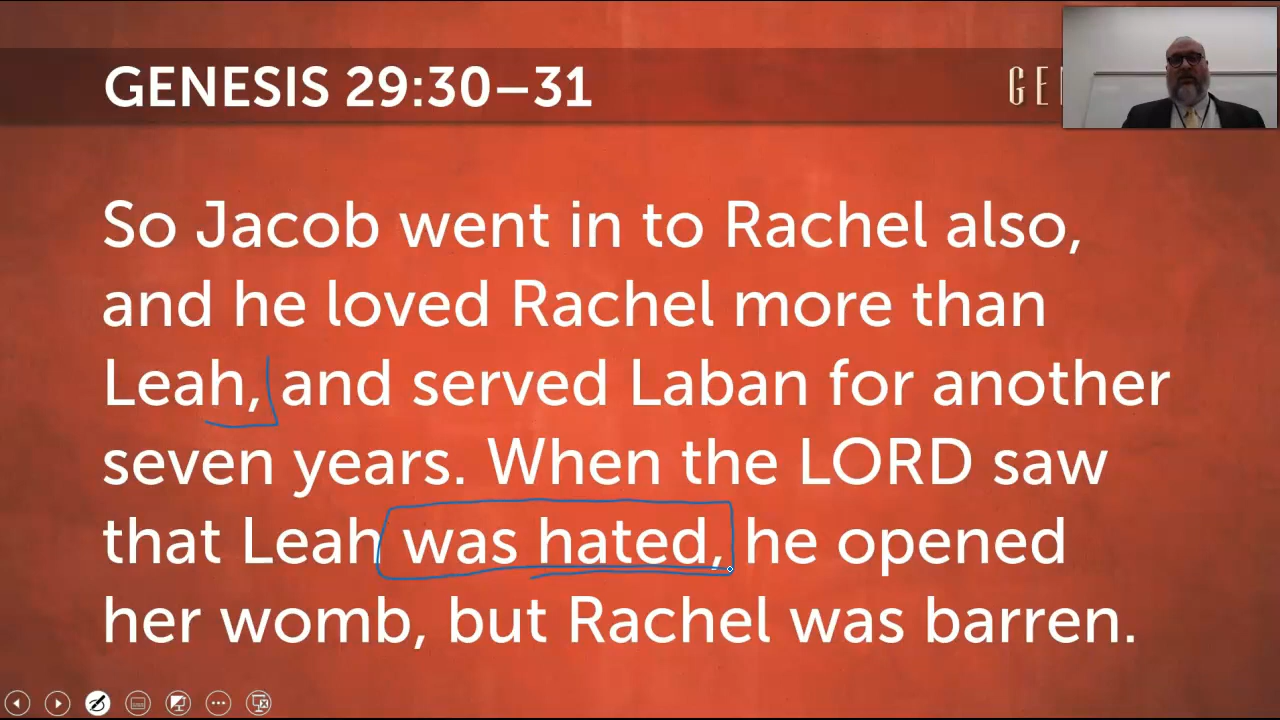 GENESIS 29:30–31
GE
So Jacob went in to Rachel also,
and he loved Rachel more than
Leah, and served Laban for another
seven years. When the LORD saw
that Leah was hated, he opened
her womb, but Rachel was barren.